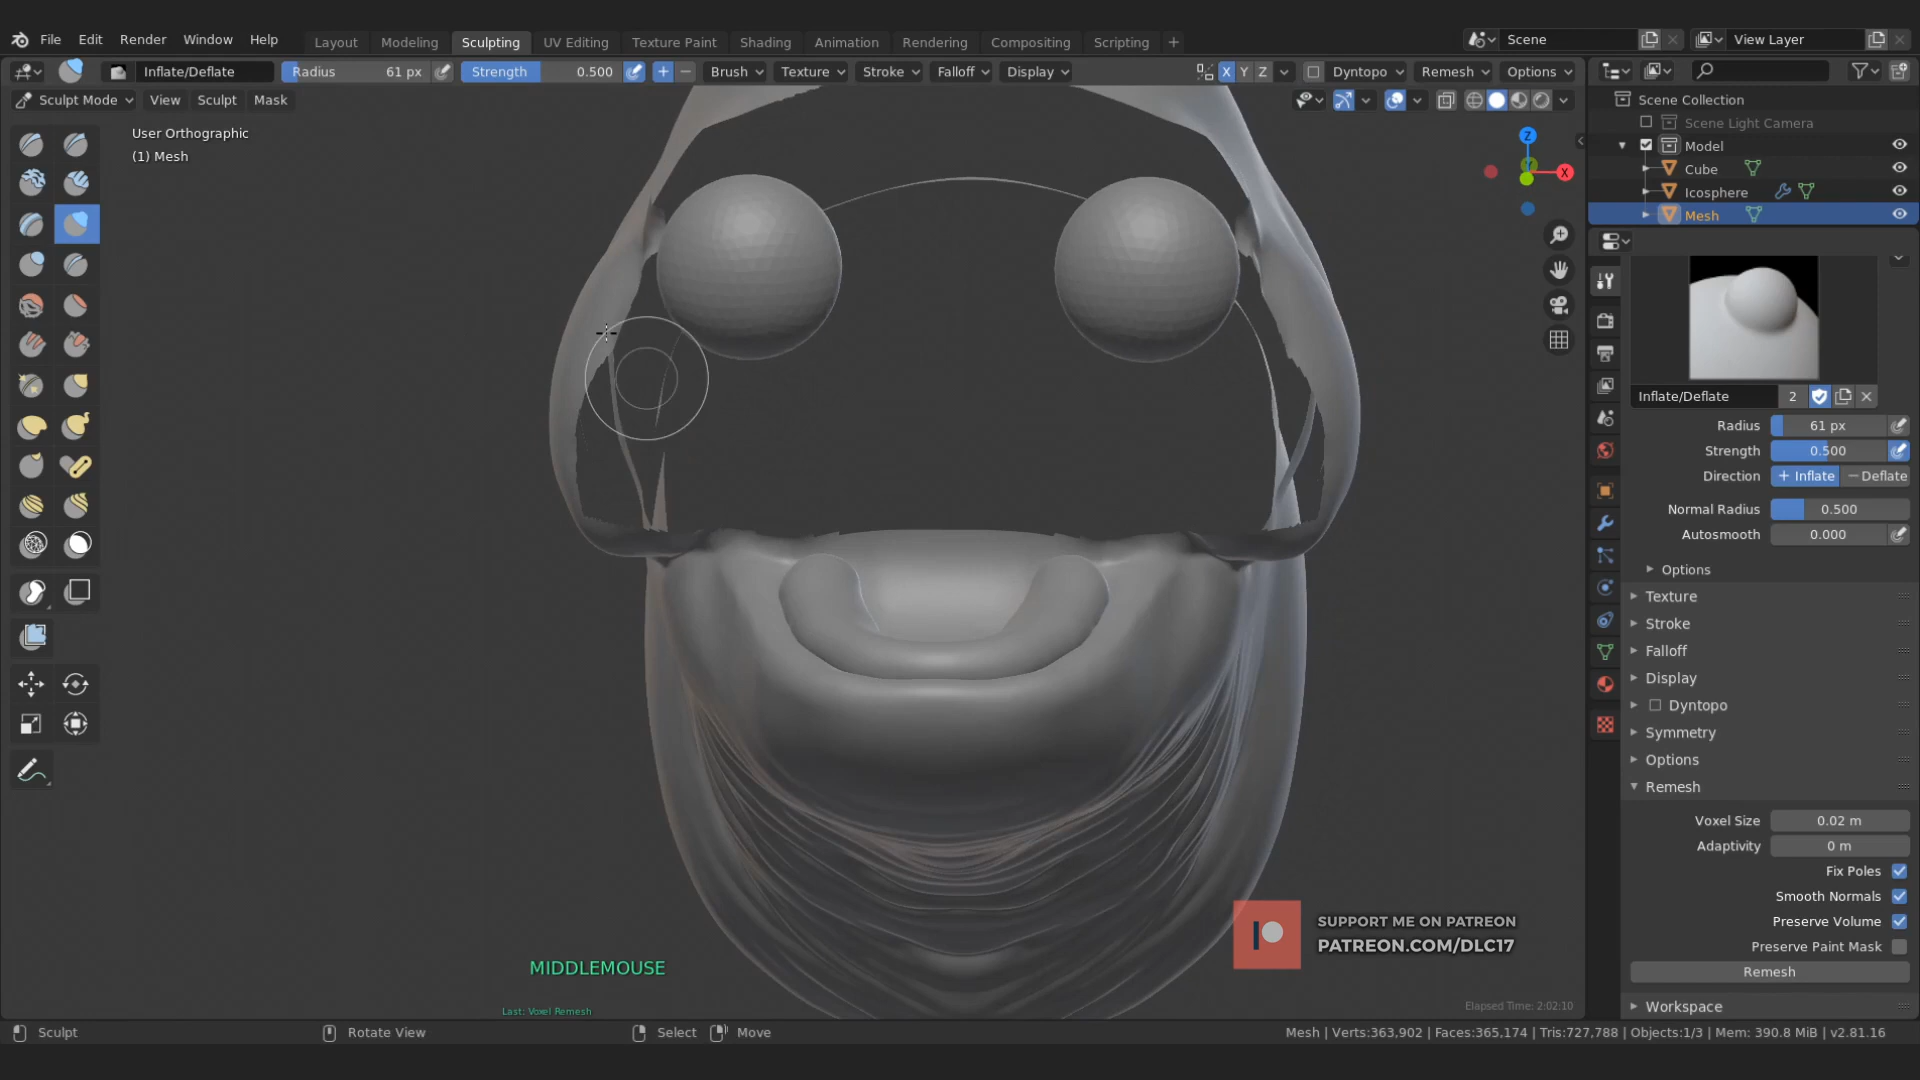 File Edit Render Window Help Layout Modeling Sculpting UV Editing Texture Paint Shading Animation Rendering Compositing Scripting + Scene View Layer
Inflate/Deflate Radius 61 px Strength 0.500 Brush Texture Stroke Falloff Display X Y Z Dyntopo Remesh Options
Sculpt Mode View Sculpt Mask
User Orthographic
(1) Mesh
Z
X
Scene Collection
Scene Light Camera
Model
Cube
Icosphere
Mesh
Inflate/Deflate 2
Radius 61 px
Strength 0.500
Direction + Inflate — Deflate
Normal Radius 0.500
Autosmooth 0.000
Options
Texture
Stroke
Falloff
Display
Dyntopo
Symmetry
Options
Remesh
Voxel Size 0.02 m
Adaptivity 0 m
Fix Poles
Smooth Normals
Preserve Volume
Preserve Paint Mask
Remesh
Workspace
SUPPORT ME ON PATREON
PATREON.COM/DLC17
MIDDLEMOUSE
Last: Voxel Remesh
Elapsed Time: 2:02:10
Sculpt Rotate View Select Move Mesh | Verts:363,902 | Faces:365,174 | Tris:727,788 | Objects:1/3 | Mem: 390.8 MiB | v2.81.16